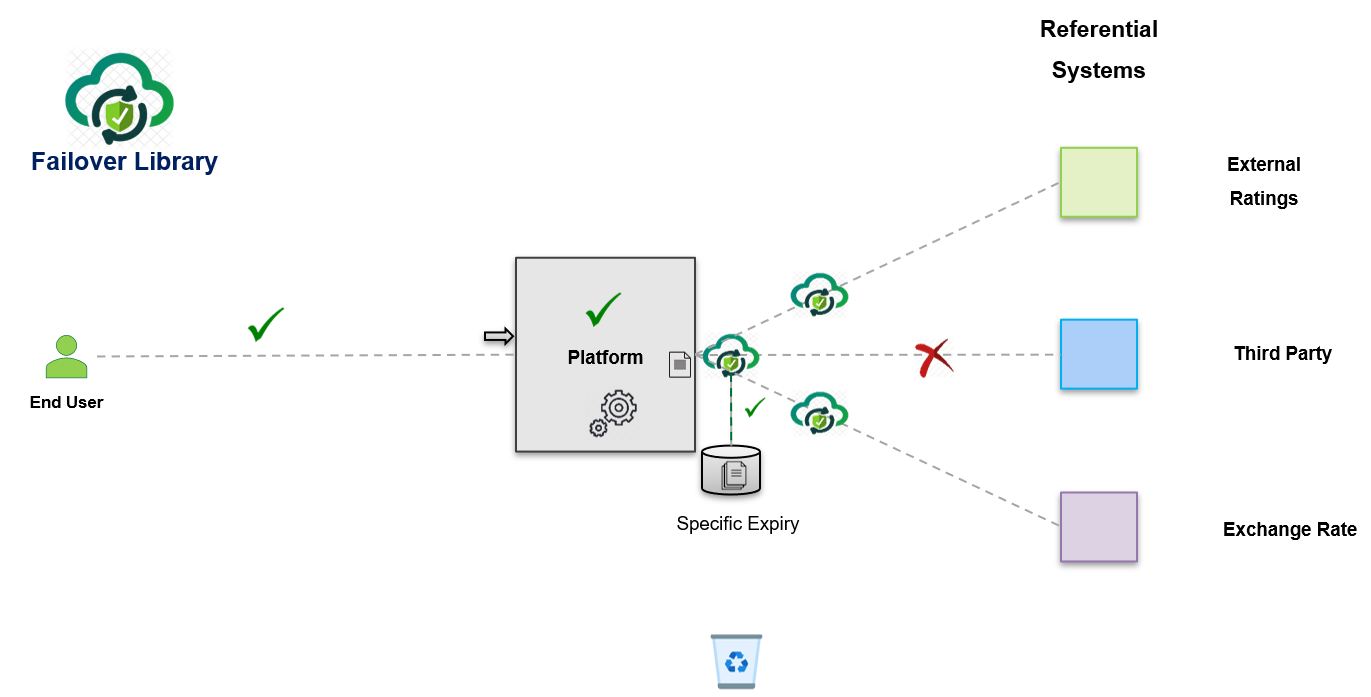 Referential
Systems
Failover Library
External
Ratings
Platform
Third Party
End User
Specific Expiry
Exchange Rate